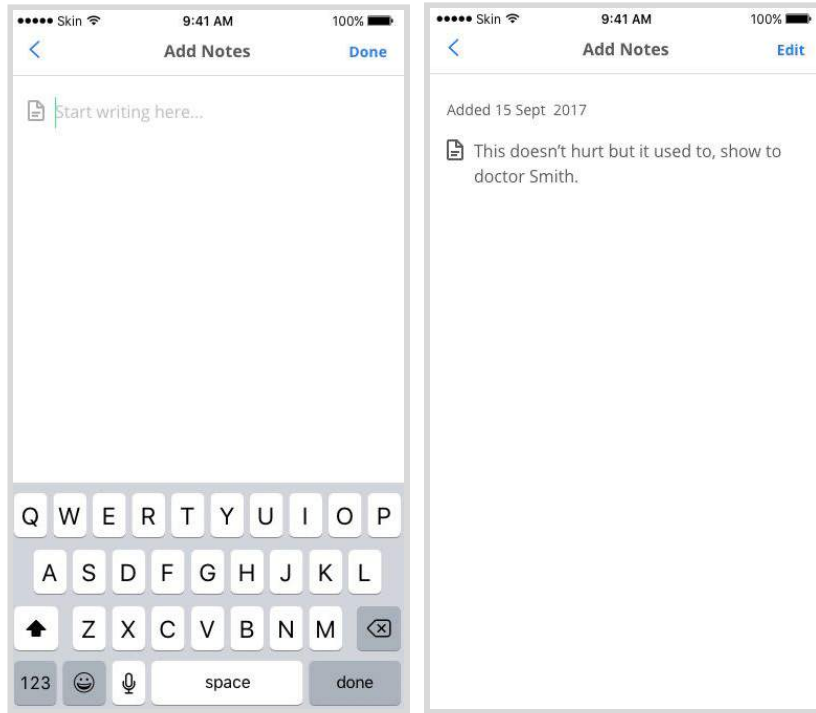 Skin 9:41 AM 100%
Add Notes Done
Start writing here...
Q W E R T Y U I O P
A S D F G H J K L
Z X C V B N M
123 space done
Skin 9:41 AM 100%
Add Notes Edit
Added 15 Sept 2017
This doesn't hurt but it used to, show to
doctor Smith.